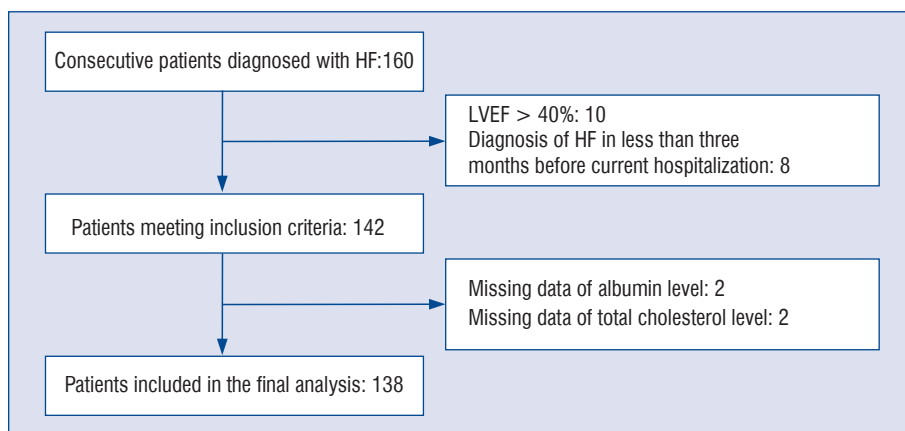 Consecutive patients diagnosed with HF:160
LVEF > 40%: 10
Diagnosis of HF in less than three
months before current hospitalization: 8
Patients meeting inclusion criteria: 142
Missing data of albumin level: 2
Missing data of total cholesterol level: 2
Patients included in the final analysis: 138